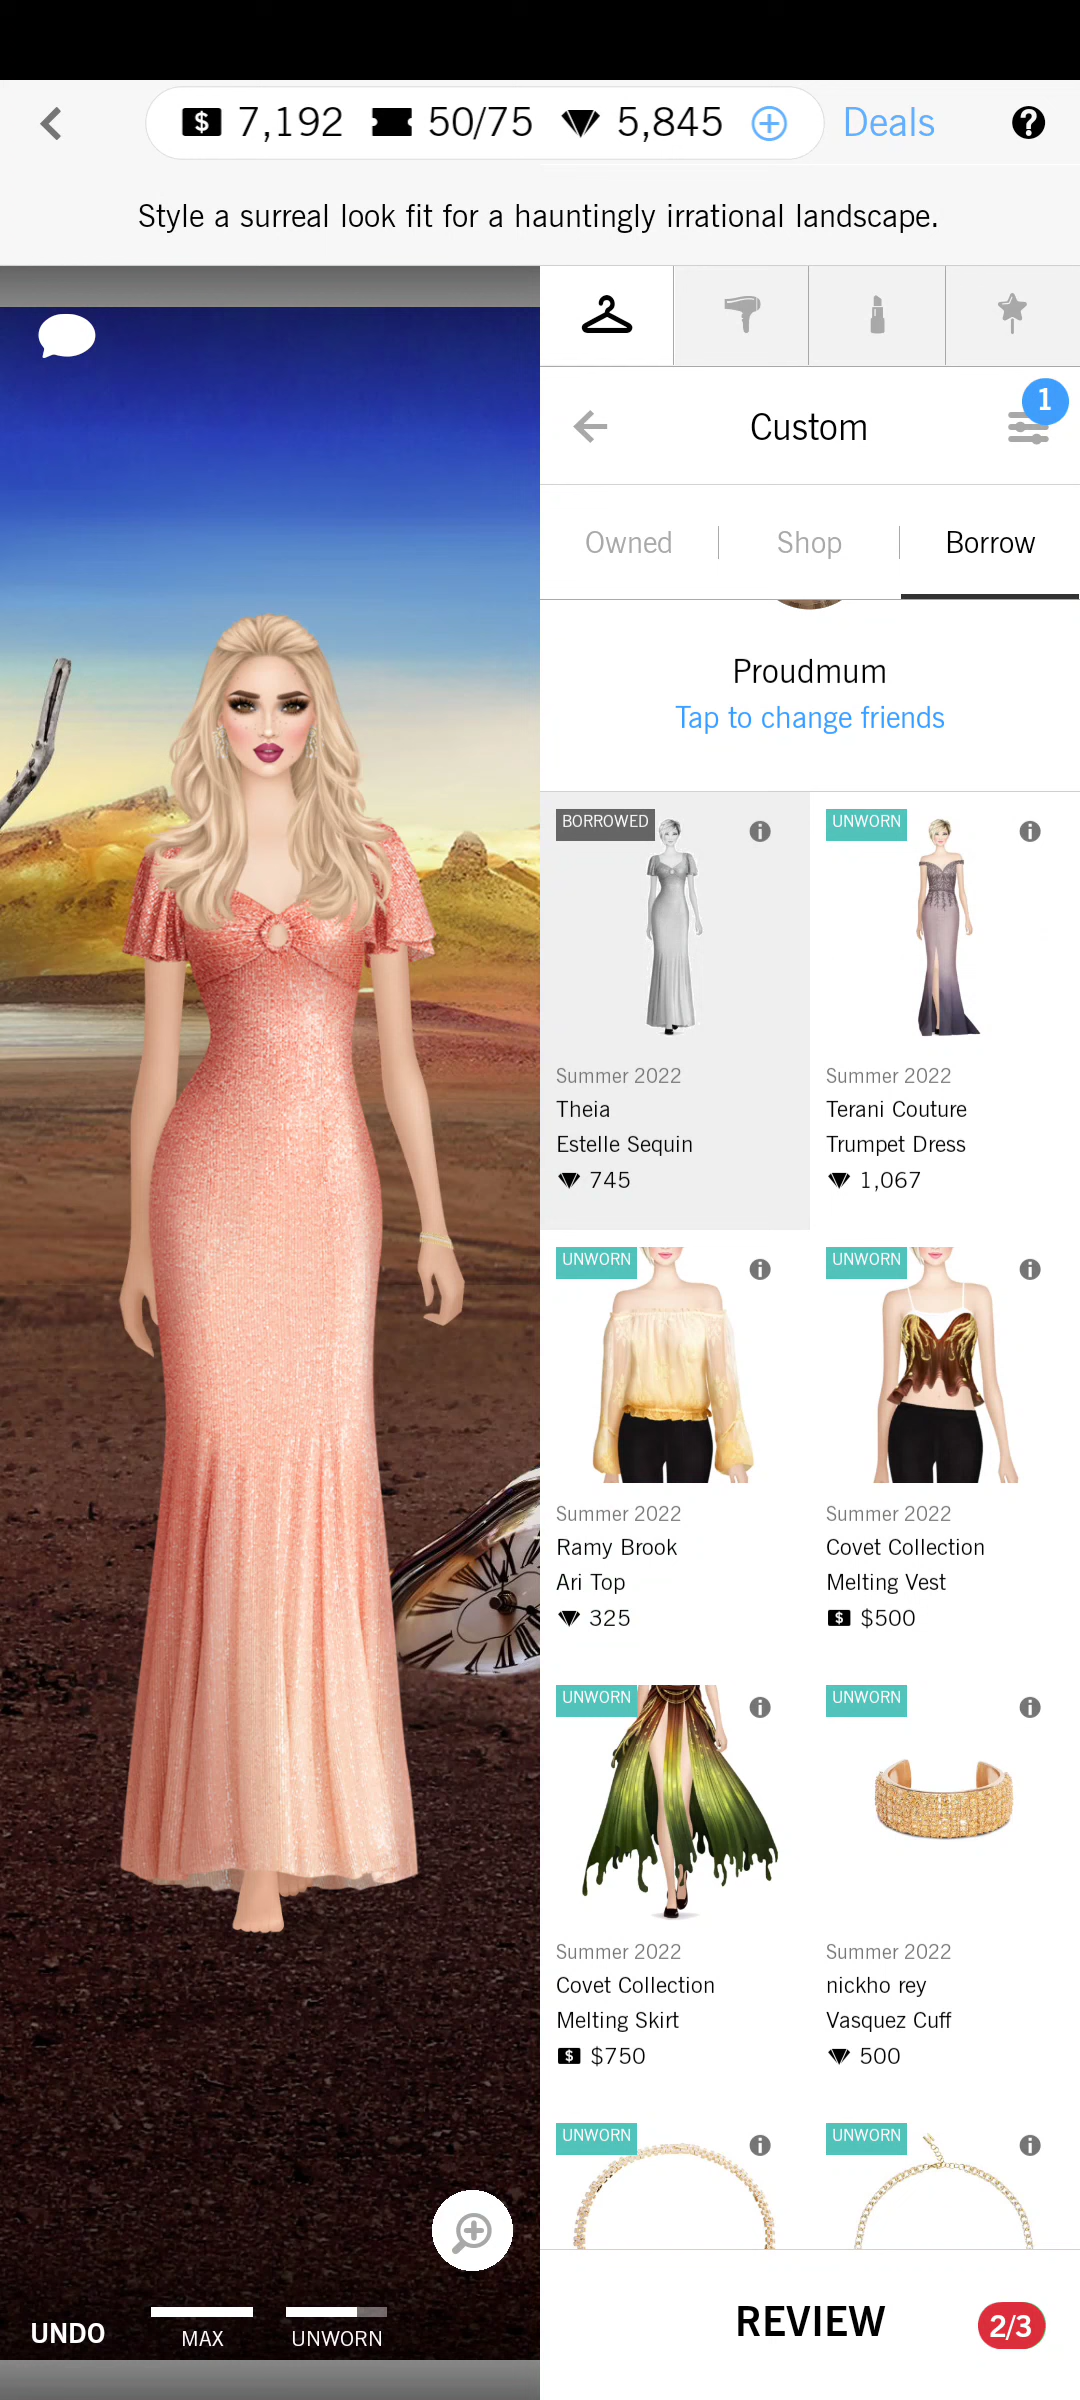 $ 7,192 50/75 5,845 Deals ?
Style a surreal look fit for a hauntingly irrational landscape.
1
Custom
Owned Shop Borrow
Proudmum
Tap to change friends
BORROWED
UNWORN
Summer 2022
Theia
Estelle Sequin
745
Summer 2022
Terani Couture
Trumpet Dress
1,067
UNWORN
UNWORN
Summer 2022
Ramy Brook
Ari Top
325
Summer 2022
Covet Collection
Melting Vest
$ $500
UNWORN
UNWORN
Summer 2022
Covet Collection
Melting Skirt
$ $750
Summer 2022
nickho rey
Vasquez Cuff
500
UNWORN
UNWORN
UNDO
MAX
UNWORN
REVIEW
2/3